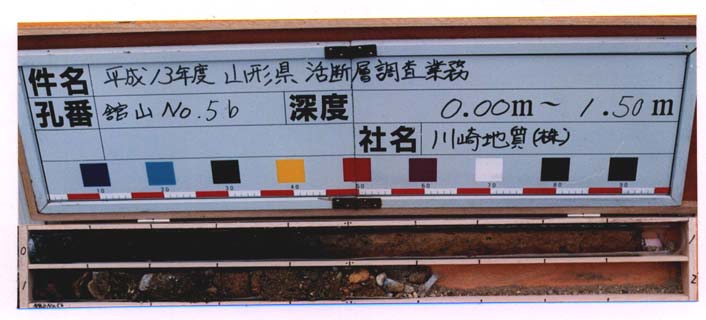 件名 平成13年度 山形県 活断層調査業務
孔番 舘山 No.5b 深度 0.00m~1.50m
社名 川崎地質(株)
10 20 30 40 50 60 70 80 90
0 1
1 2